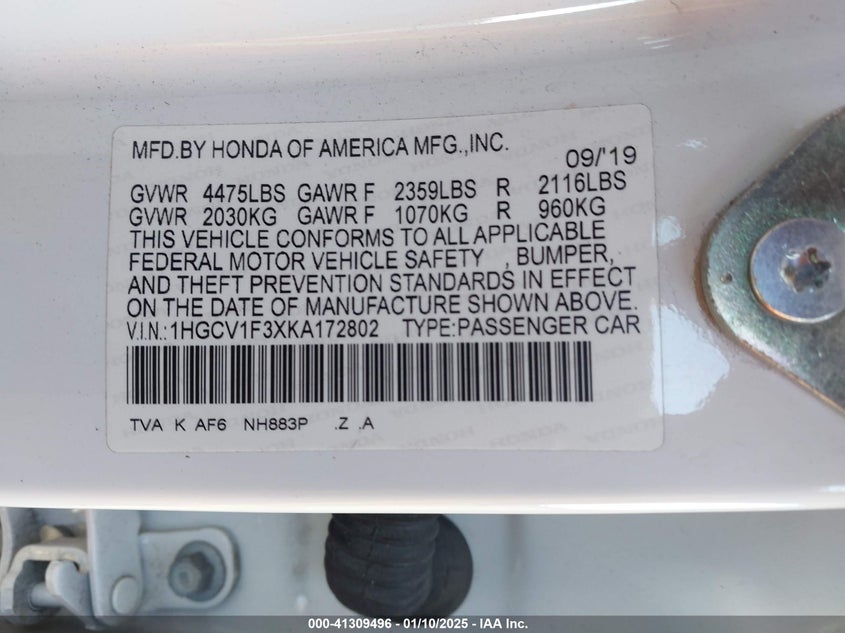 MFD.BY HONDA OF AMERICA MFG.,INC.
09/'19
GVWR 4475LBS GAWR F 2359LBS R 2116LBS
GVWR 2030KG GAWR F 1070KG R 960KG
THIS VEHICLE CONFORMS TO ALL APPLICABLE
FEDERAL MOTOR VEHICLE SAFETY , BUMPER,
AND THEFT PREVENTION STANDARDS IN EFFECT
ON THE DATE OF MANUFACTURE SHOWN ABOVE.
V.I.N.:1HGCV1F3XKA172802 TYPE:PASSENGER CAR
TVA K AF6 NH883P .Z .A
000-41309496 - 01/10/2025 - IAA Inc.